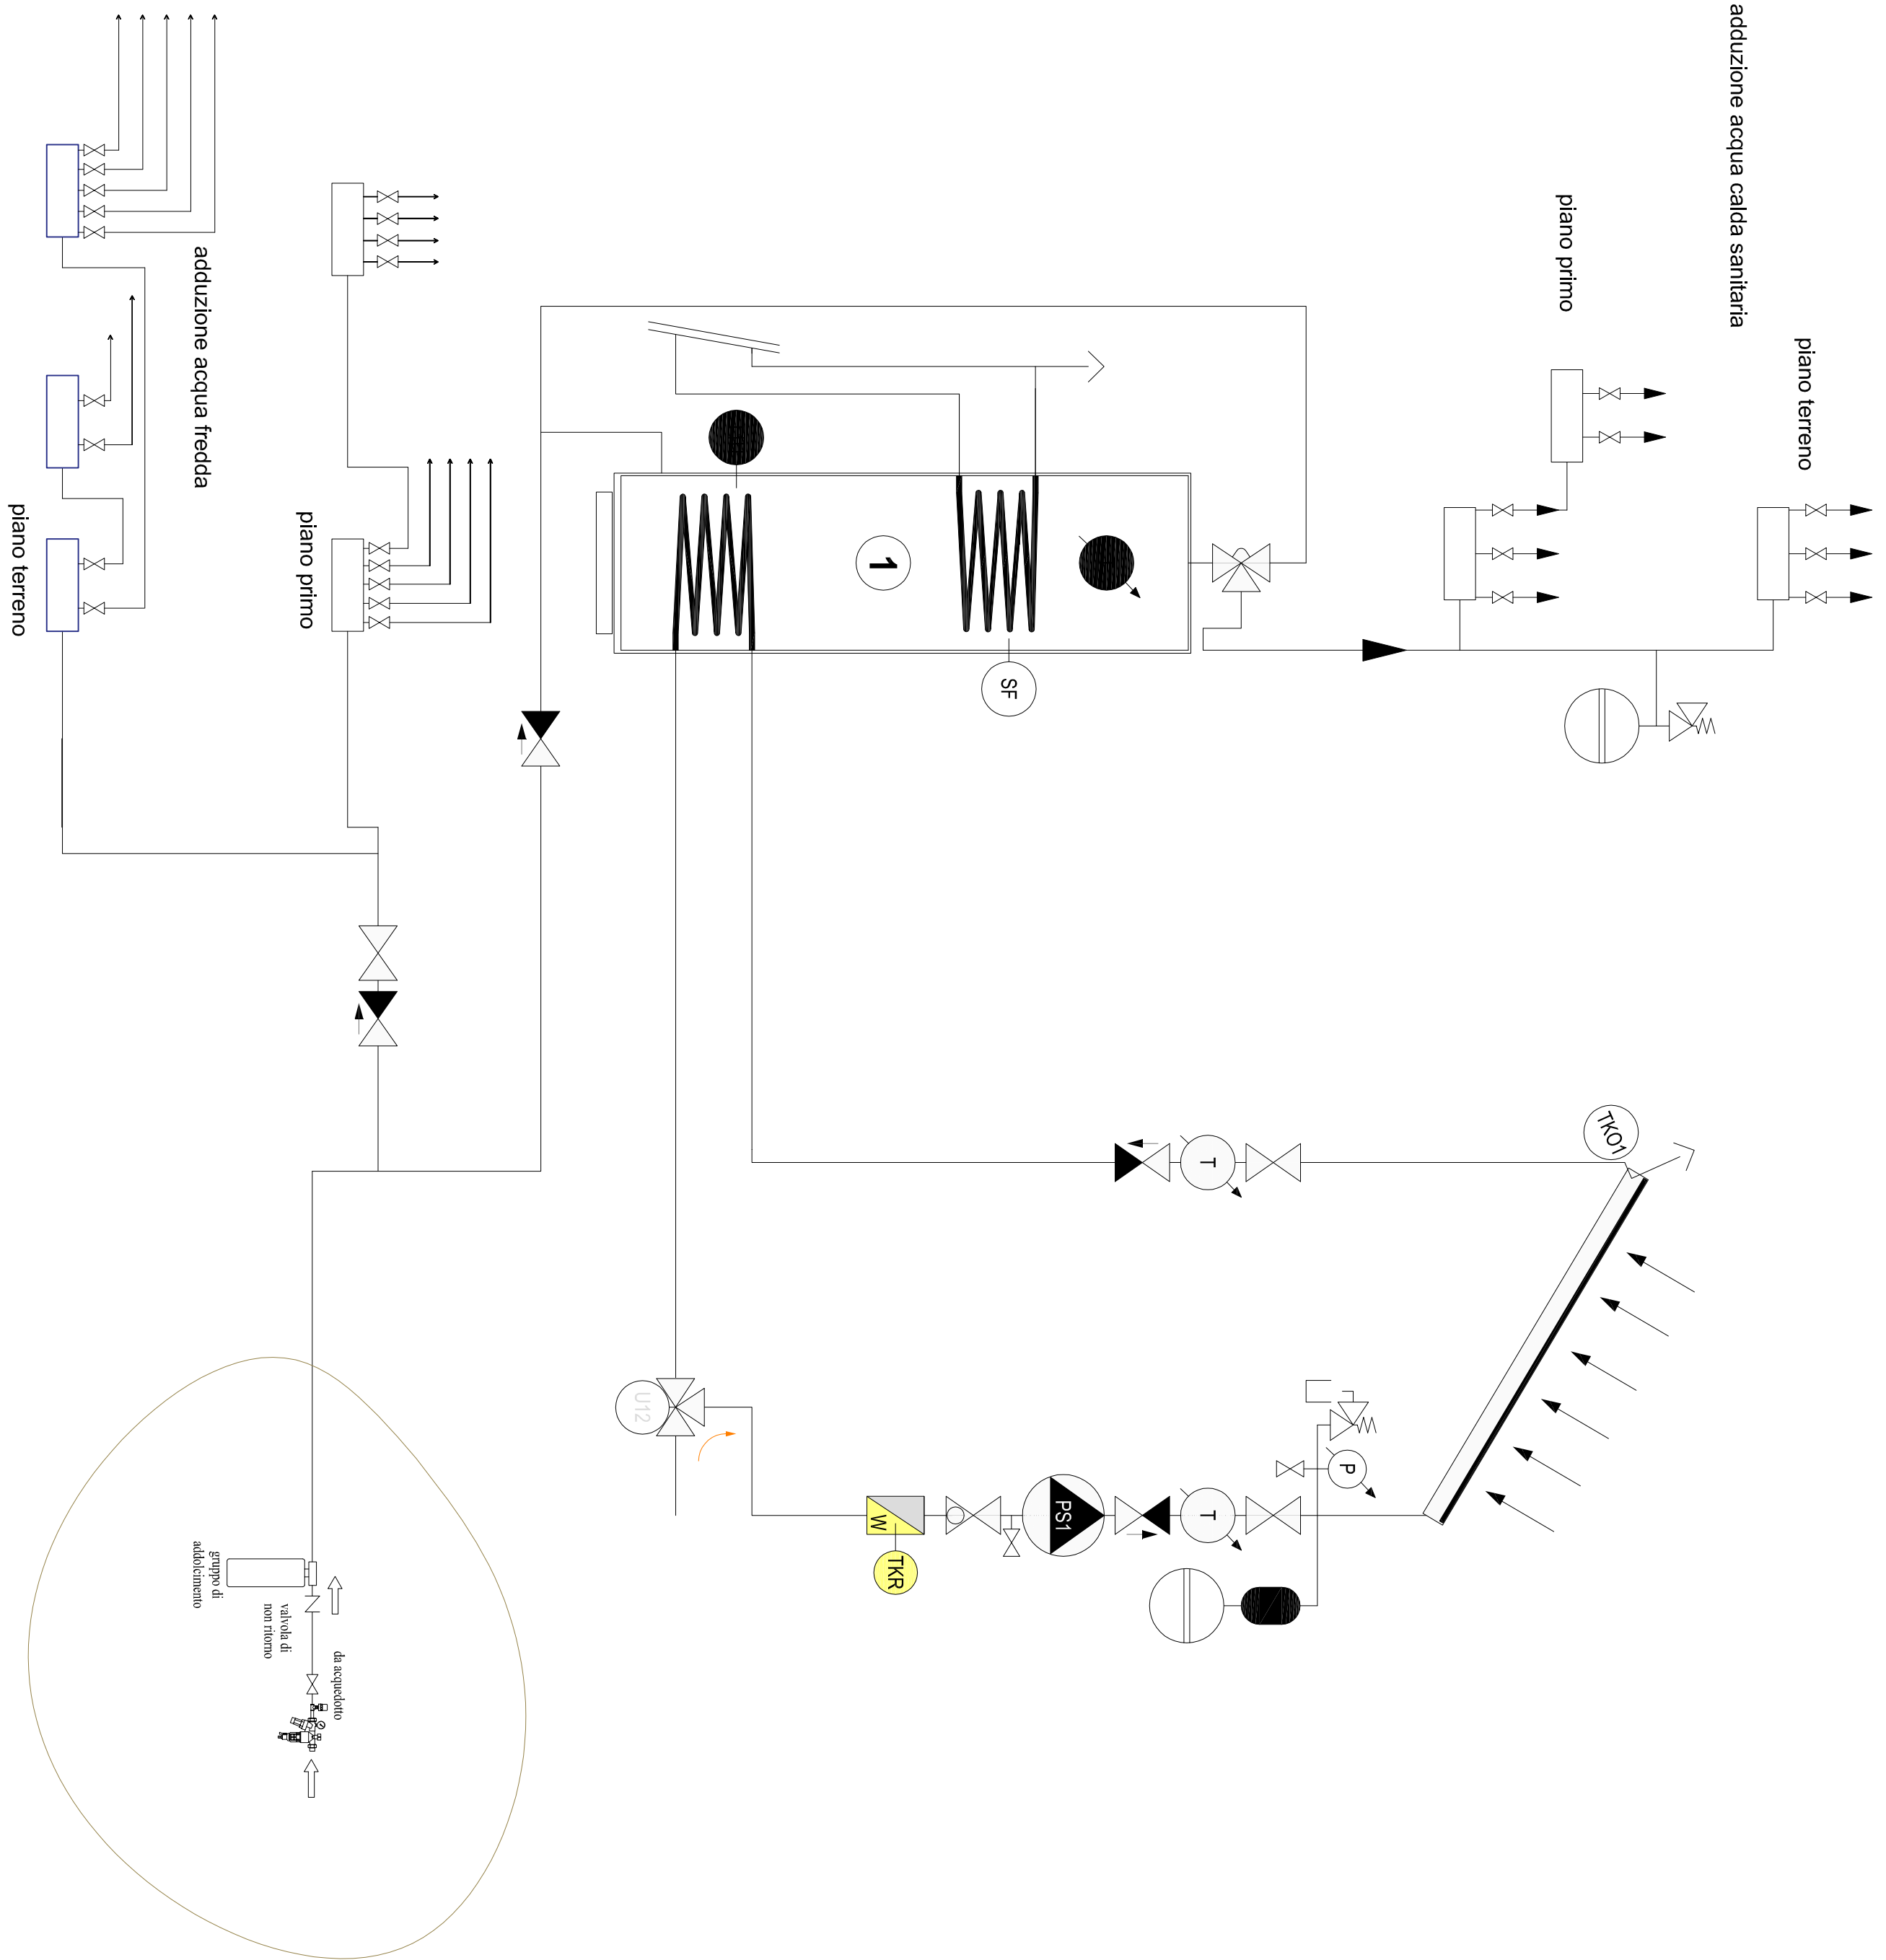 adduzione acqua calda sanitaria
piano terreno
piano primo
adduzione acqua fredda
piano primo
piano terreno
1
SF
TKO1
T
T
P
PS1
W
TKR
U12
da acquedotto
valvola di
non ritorno
gruppo di
addolcimento